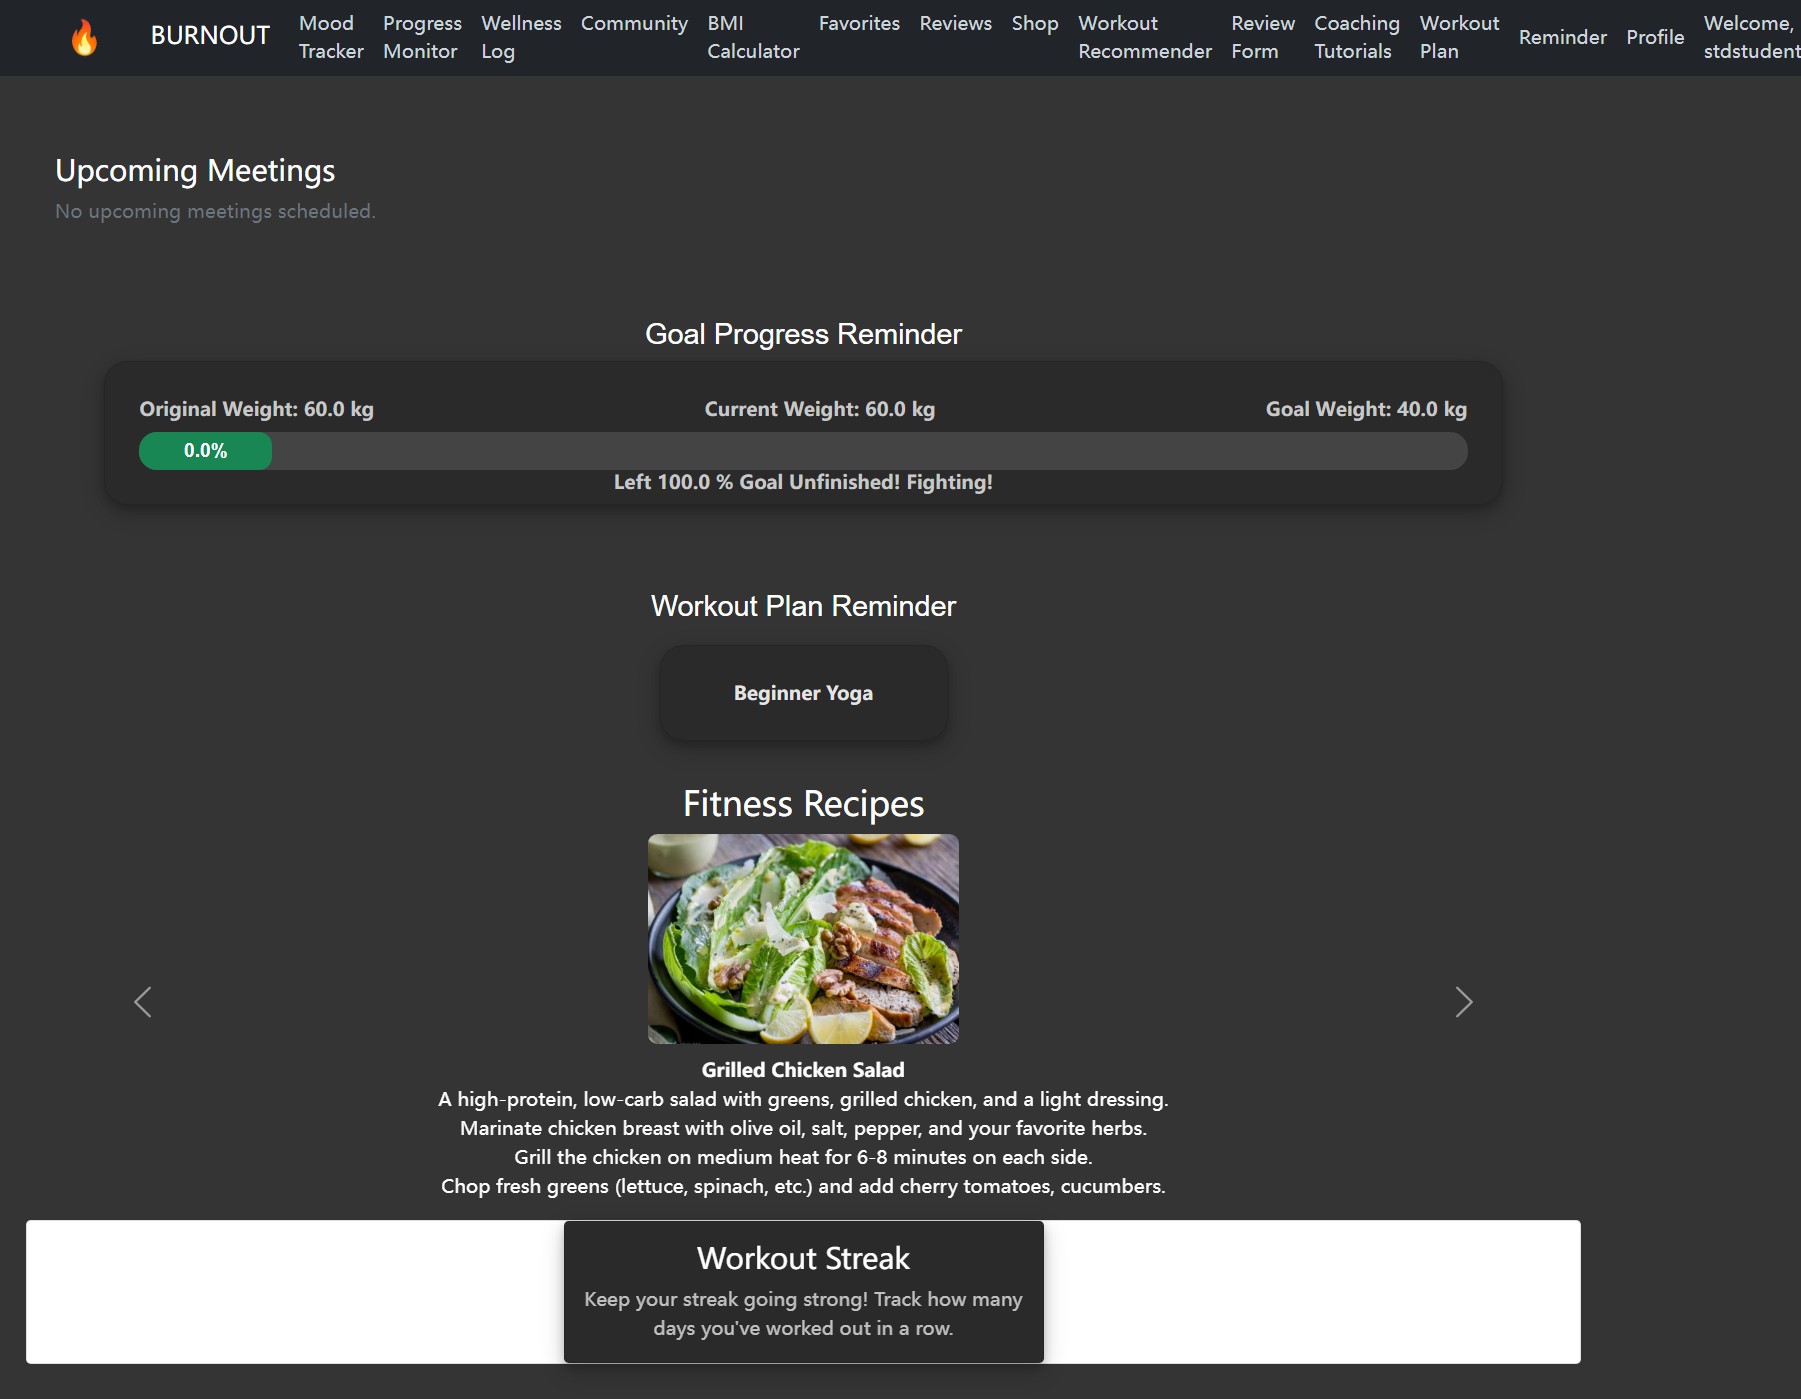 BURNOUT
Mood
Tracker
Progress
Monitor
Wellness
Log
Community
BMI
Calculator
Favorites
Reviews
Shop
Workout
Recommender
Review
Form
Coaching
Tutorials
Workout
Plan
Reminder
Profile
Welcome,
stdstudent
Upcoming Meetings
No upcoming meetings scheduled.
Goal Progress Reminder
Original Weight: 60.0 kg
Current Weight: 60.0 kg
Goal Weight: 40.0 kg
0.0%
Left 100.0 % Goal Unfinished! Fighting!
Workout Plan Reminder
Beginner Yoga
Fitness Recipes
Grilled Chicken Salad
A high-protein, low-carb salad with greens, grilled chicken, and a light dressing.
Marinate chicken breast with olive oil, salt, pepper, and your favorite herbs.
Grill the chicken on medium heat for 6-8 minutes on each side.
Chop fresh greens (lettuce, spinach, etc.) and add cherry tomatoes, cucumbers.
Workout Streak
Keep your streak going strong! Track how many
days you've worked out in a row.